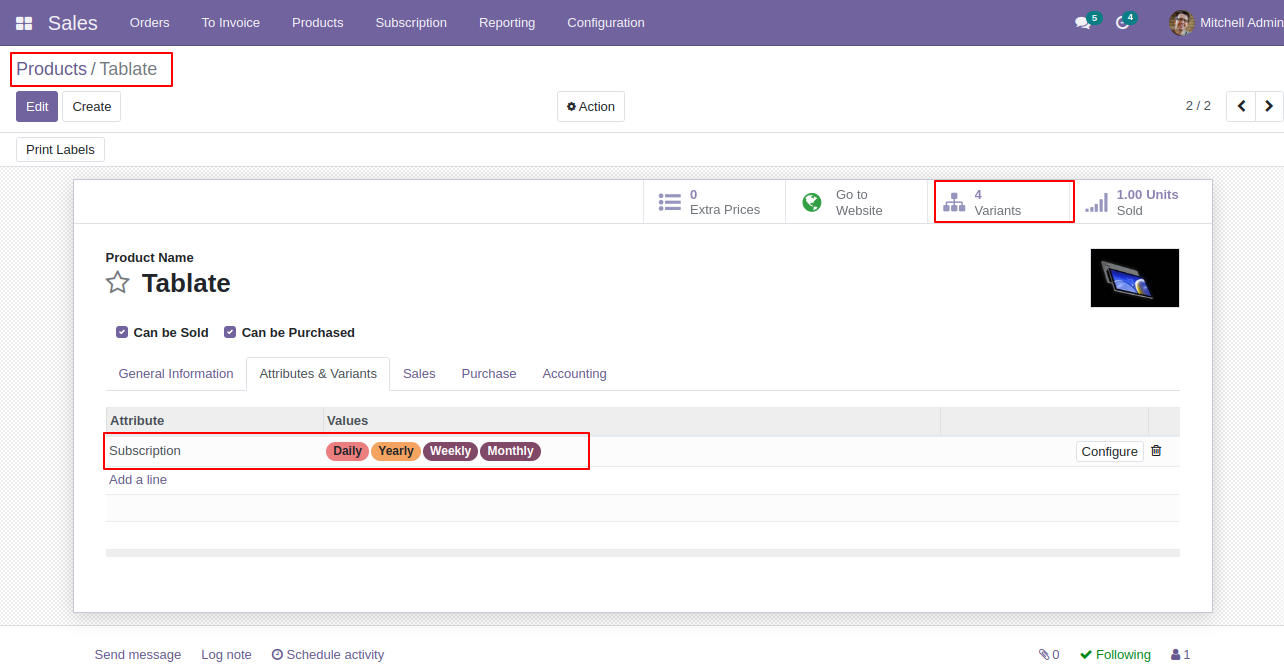 Sales Orders To Invoice Products Subscription Reporting Configuration 5 4 Mitchell Admin
Products / Tablate
Edit Create Action 2 / 2
Print Labels
0 Extra Prices
Go to Website
4 Variants
1.00 Units Sold
Product Name
Tablate
Can be Sold Can be Purchased
General Information Attributes & Variants Sales Purchase Accounting
Attribute Values
Subscription Daily Yearly Weekly Monthly Configure
Add a line
Send message Log note Schedule activity 0 Following 1